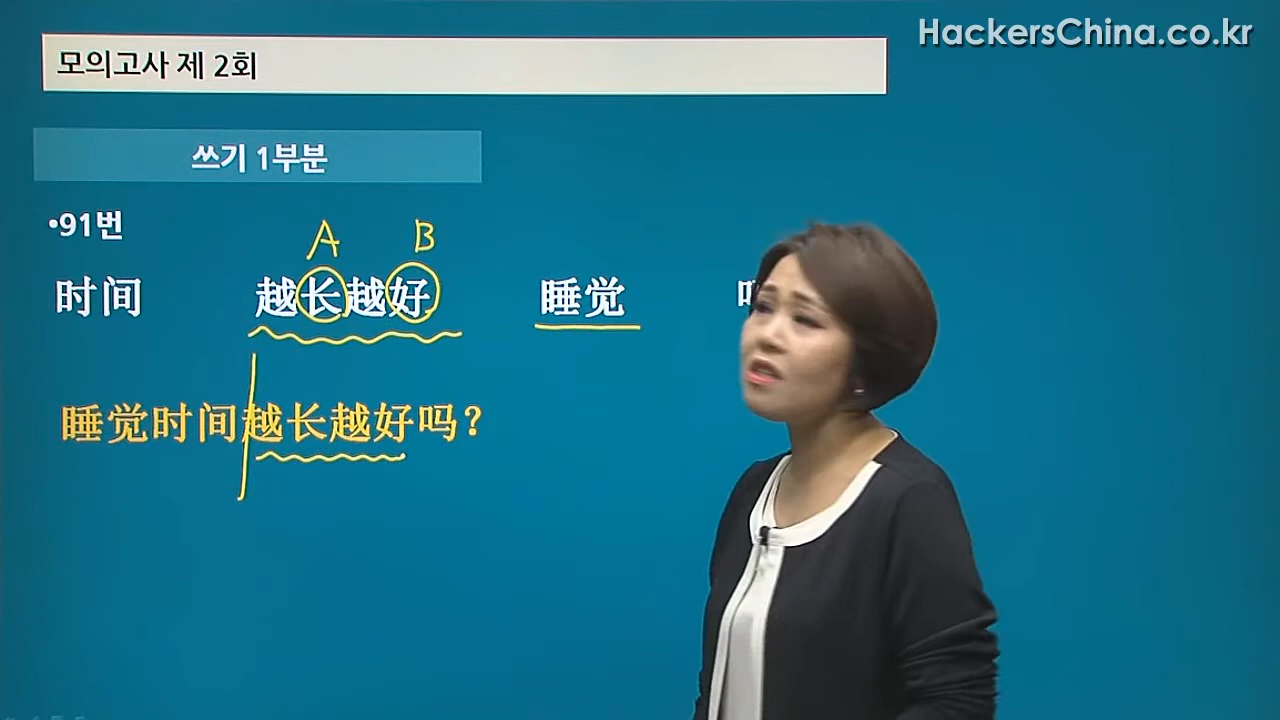 HackersChina.co.kr
모의고사 제 2회
쓰기 1부분
•91번
A B
时间 越长越好 睡觉
睡觉时间越长越好吗?